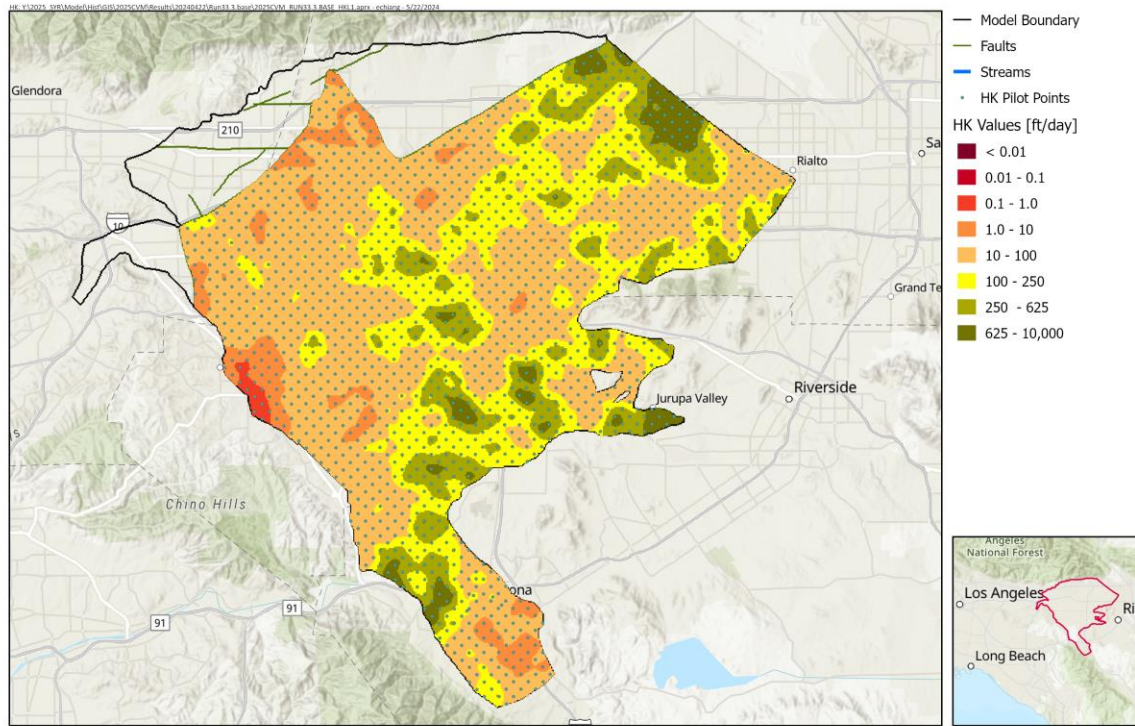 HK: Y:\2025_SYR\Model\Hist\GIS\2025CVM\Results\20240422\Run33.3.base\2025CVM_RUN33.3.BASE_HKL1.aprx - echiang - 5/22/2024
Glendora
210
10
Rialto
Sa
Grand Te
Riverside
Jurupa Valley
5
Chino Hills
ona
91
91
Model Boundary
Faults
Streams
HK Pilot Points
HK Values [ft/day]
< 0.01
0.01 - 0.1
0.1 - 1.0
1.0 - 10
10 - 100
100 - 250
250 - 625
625 - 10,000
Angeles
National Forest
Los Angeles
Ri
Long Beach